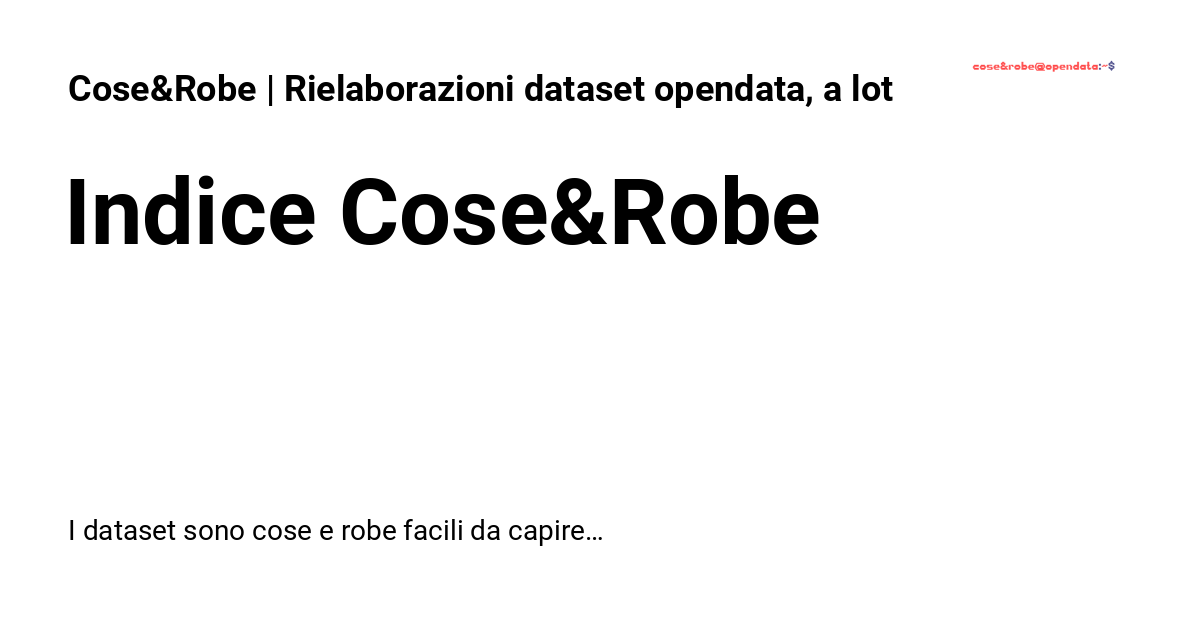 Cose&Robe | Rielaborazioni dataset opendata, a lot
cose&robe@opendata:~$
Indice Cose&Robe
I dataset sono cose e robe facili da capire…